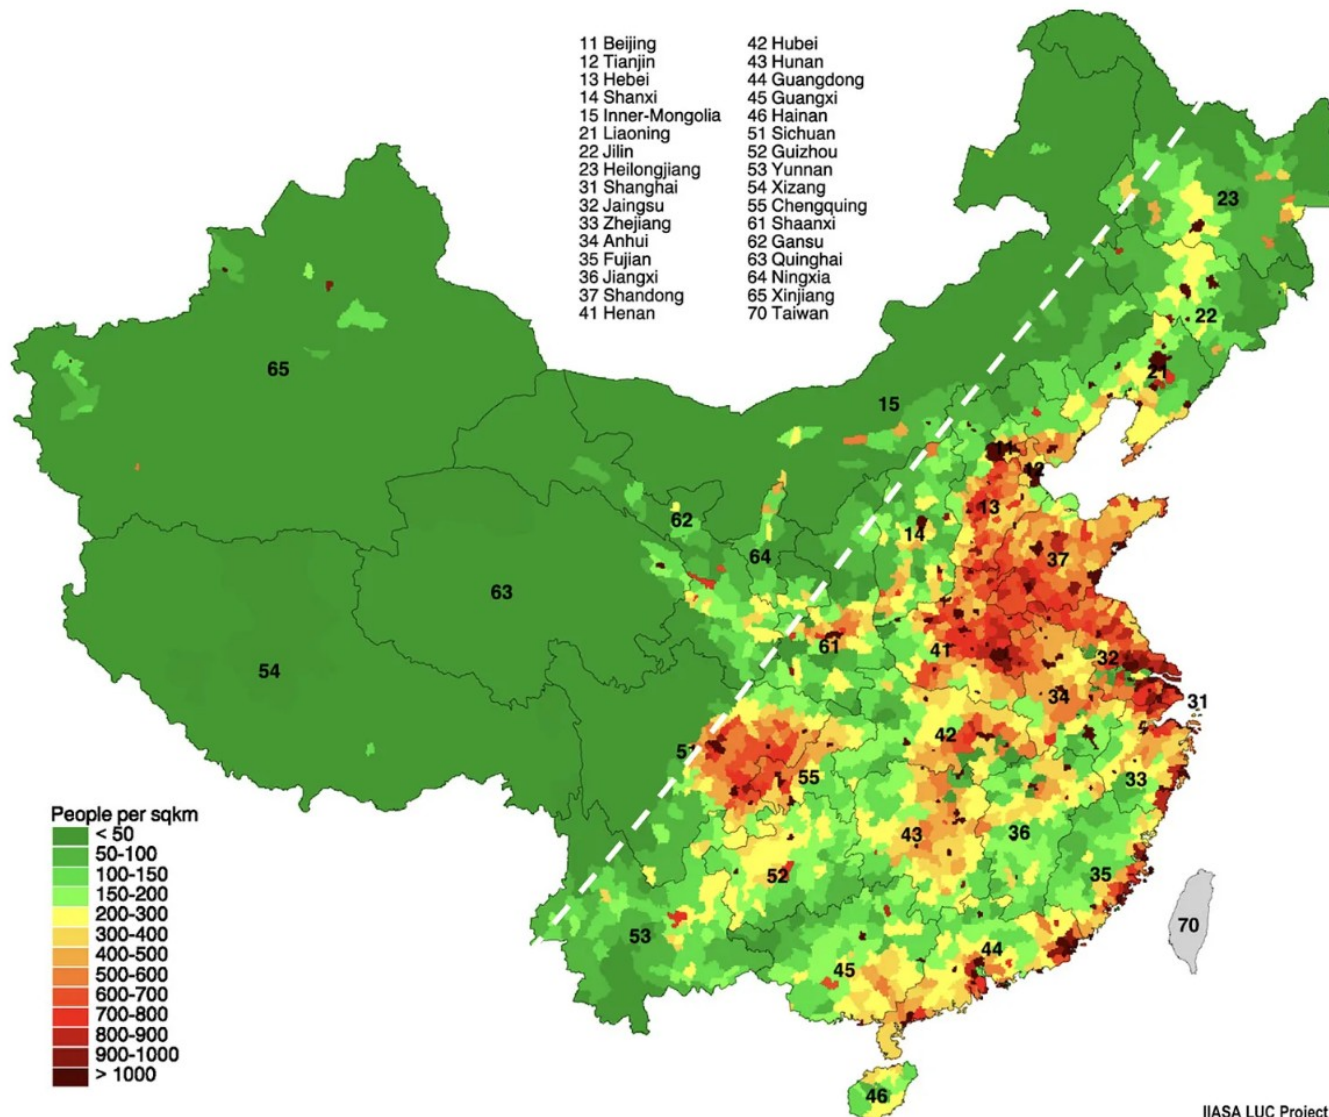 11 Beijing
12 Tianjin
13 Hebei
14 Shanxi
15 Inner-Mongolia
21 Liaoning
22 Jilin
23 Heilongjiang
31 Shanghai
32 Jaingsu
33 Zhejiang
34 Anhui
35 Fujian
36 Jiangxi
37 Shandong
41 Henan
42 Hubei
43 Hunan
44 Guangdong
45 Guangxi
46 Hainan
51 Sichuan
52 Guizhou
53 Yunnan
54 Xizang
55 Chengquing
61 Shaanxi
62 Gansu
63 Quinghai
64 Ningxia
65 Xinjiang
70 Taiwan
23
22
21
65
15
11
12
13
62
14
64
37
63
61
41
32
54
34
31
51
42
55
33
43
36
52
35
53
70
44
45
46
People per sqkm
< 50
50-100
100-150
150-200
200-300
300-400
400-500
500-600
600-700
700-800
800-900
900-1000
> 1000
IIASA LUC Project